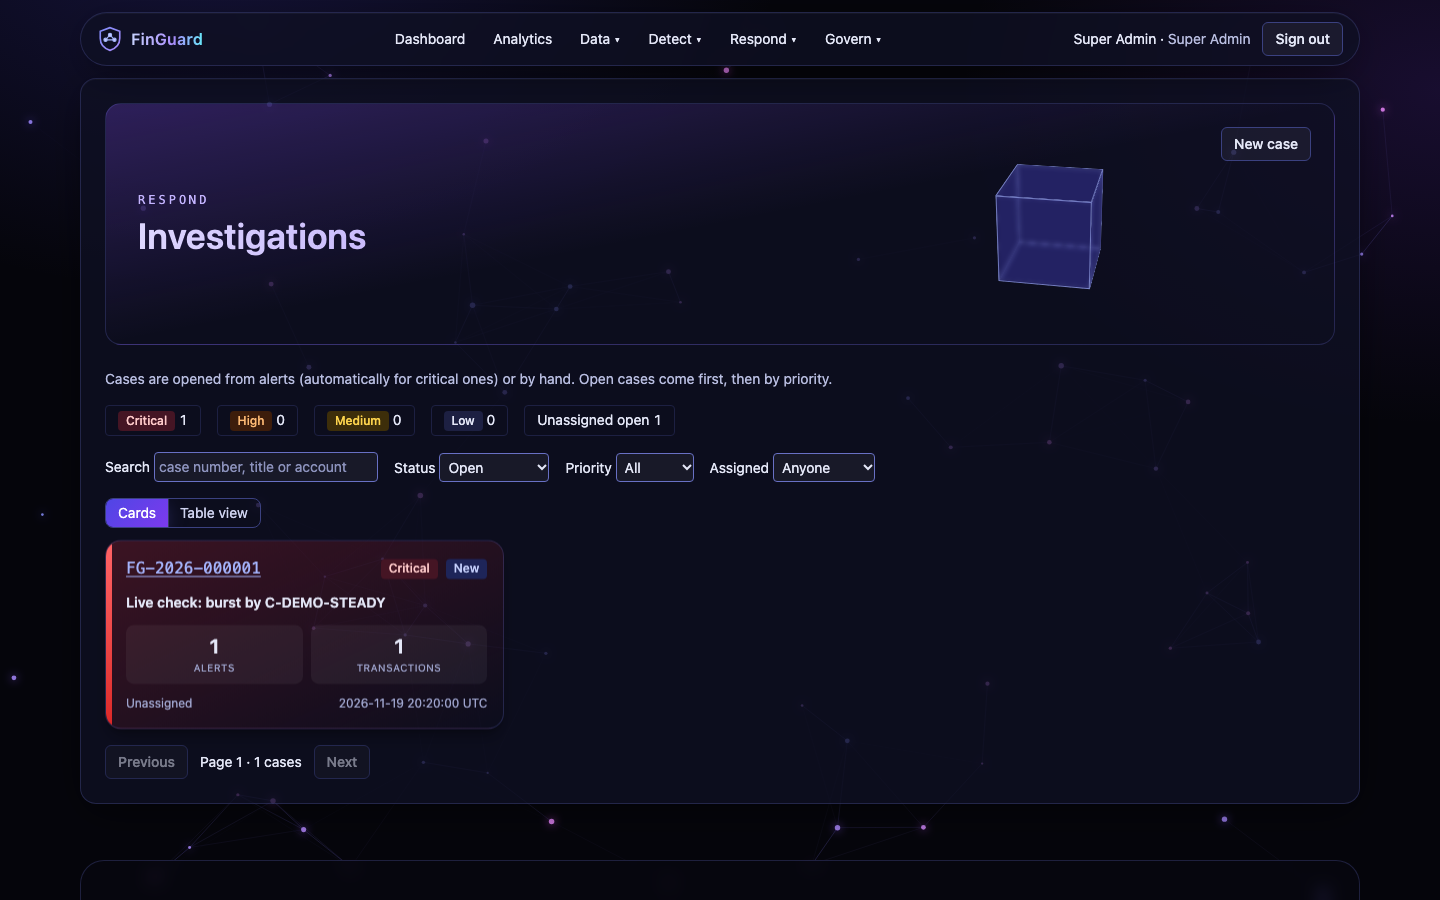 FinGuard Dashboard Analytics Data ▾ Detect ▾ Respond ▾ Govern ▾ Super Admin · Super Admin Sign out
New case
RESPOND
Investigations
Cases are opened from alerts (automatically for critical ones) or by hand. Open cases come first, then by priority.
Critical 1 High 0 Medium 0 Low 0 Unassigned open 1
Search case number, title or account Status Open Priority All Assigned Anyone
Cards Table view
FG-2026-000001 Critical New
Live check: burst by C-DEMO-STEADY
1 1
ALERTS TRANSACTIONS
Unassigned 2026-11-19 20:20:00 UTC
Previous Page 1 · 1 cases Next